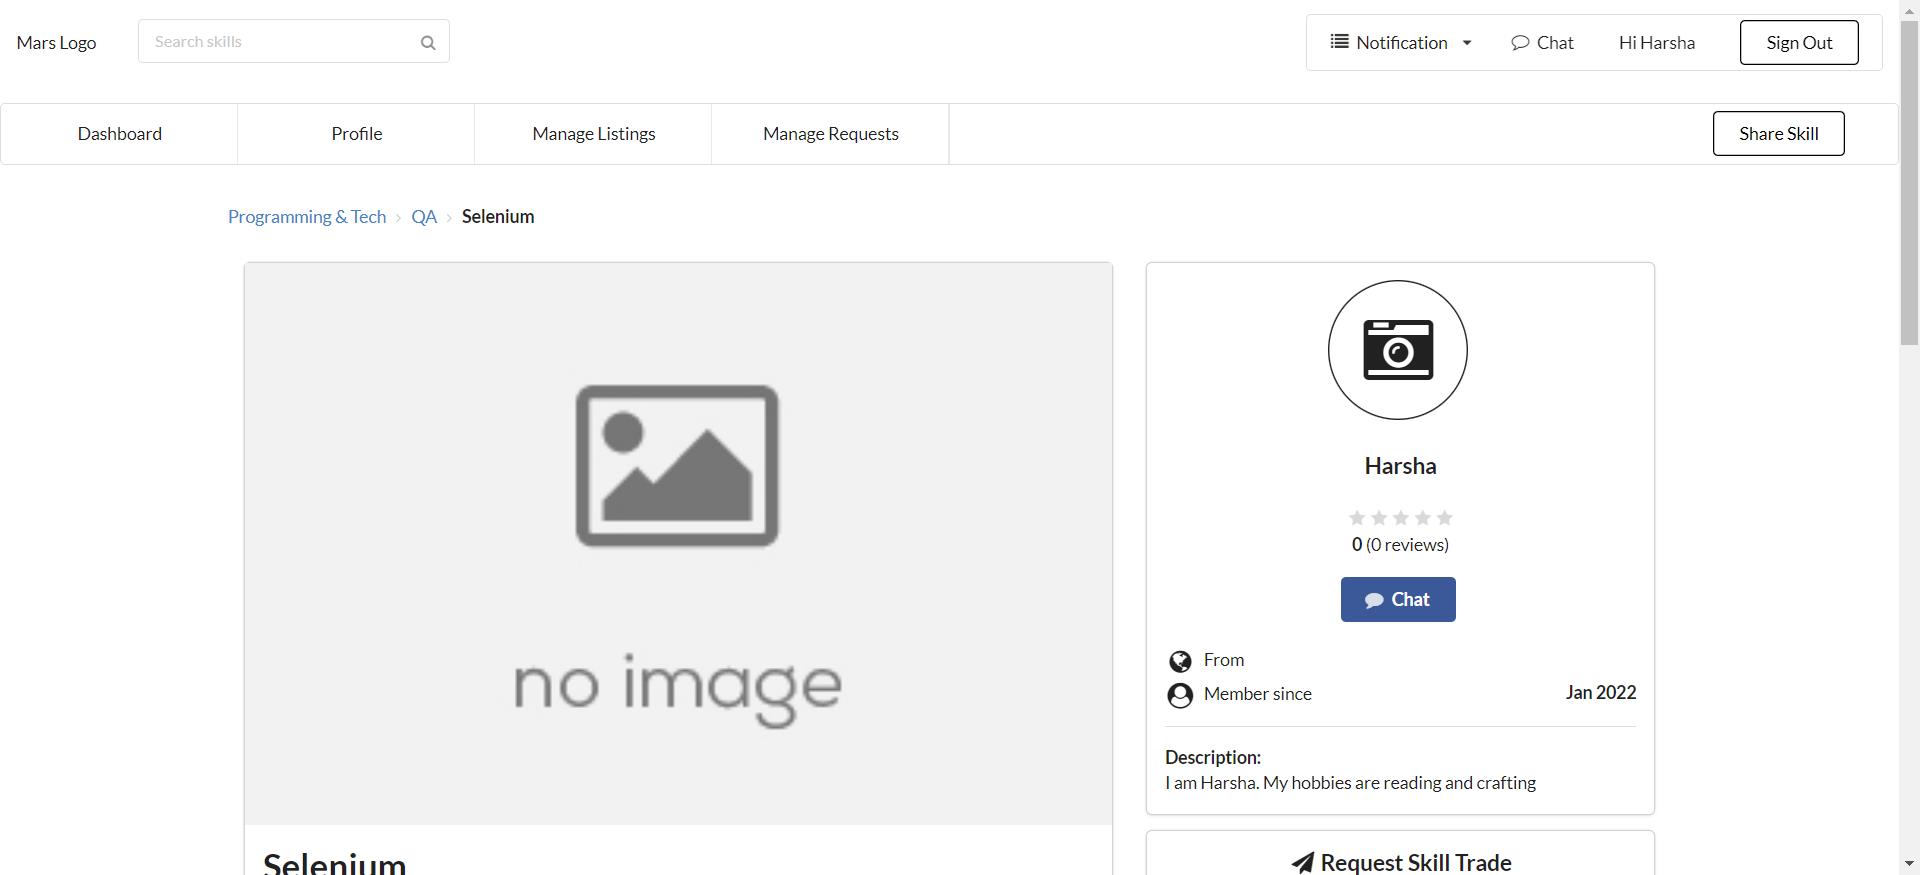 Mars Logo
Search skills
Notification
Chat
Hi Harsha
Sign Out
Dashboard
Profile
Manage Listings
Manage Requests
Share Skill
Programming & Tech › QA › Selenium
no image
Selenium
Harsha
0 (0 reviews)
Chat
From
Member since Jan 2022
Description:
I am Harsha. My hobbies are reading and crafting
Request Skill Trade